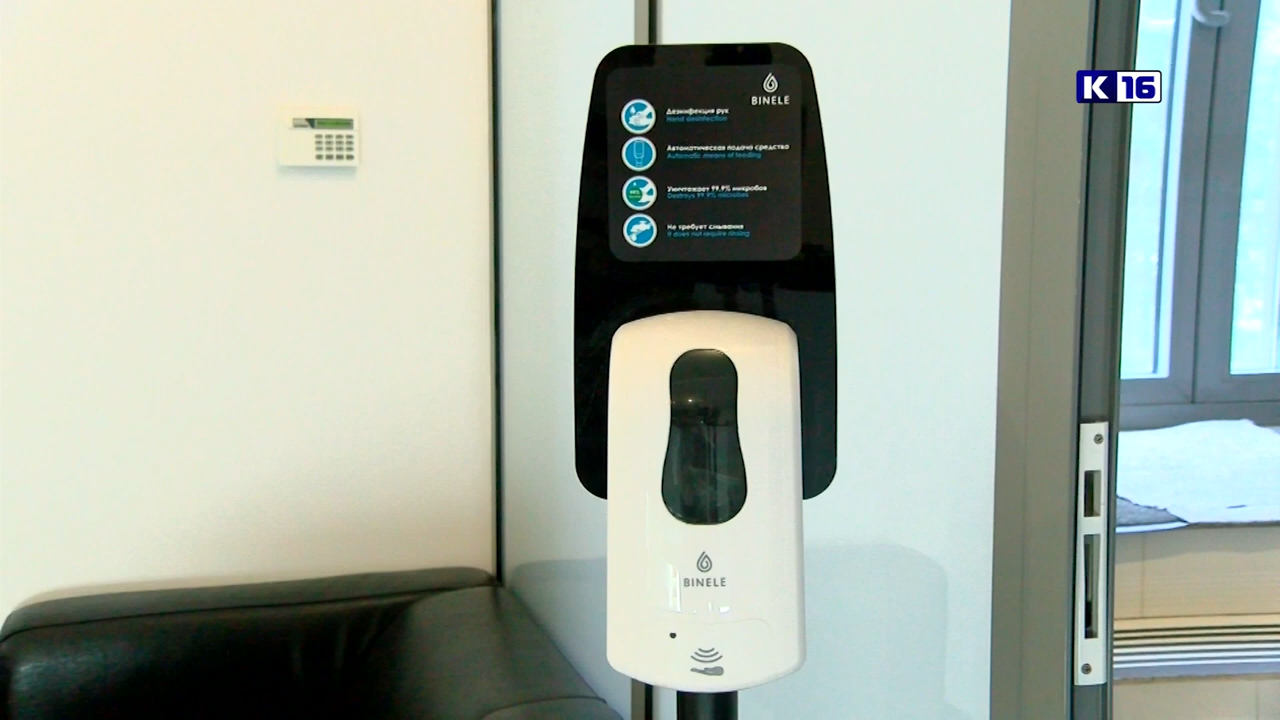 K 16
BINELE
Дезинфекция рук
Hand desinfection
Автоматическая подача средства
Automatic means of feeding
Уничтожает 99.9% микробов
Destroys 99.9% microbes
Не требует смывания
It does not require rinsing
BINELE